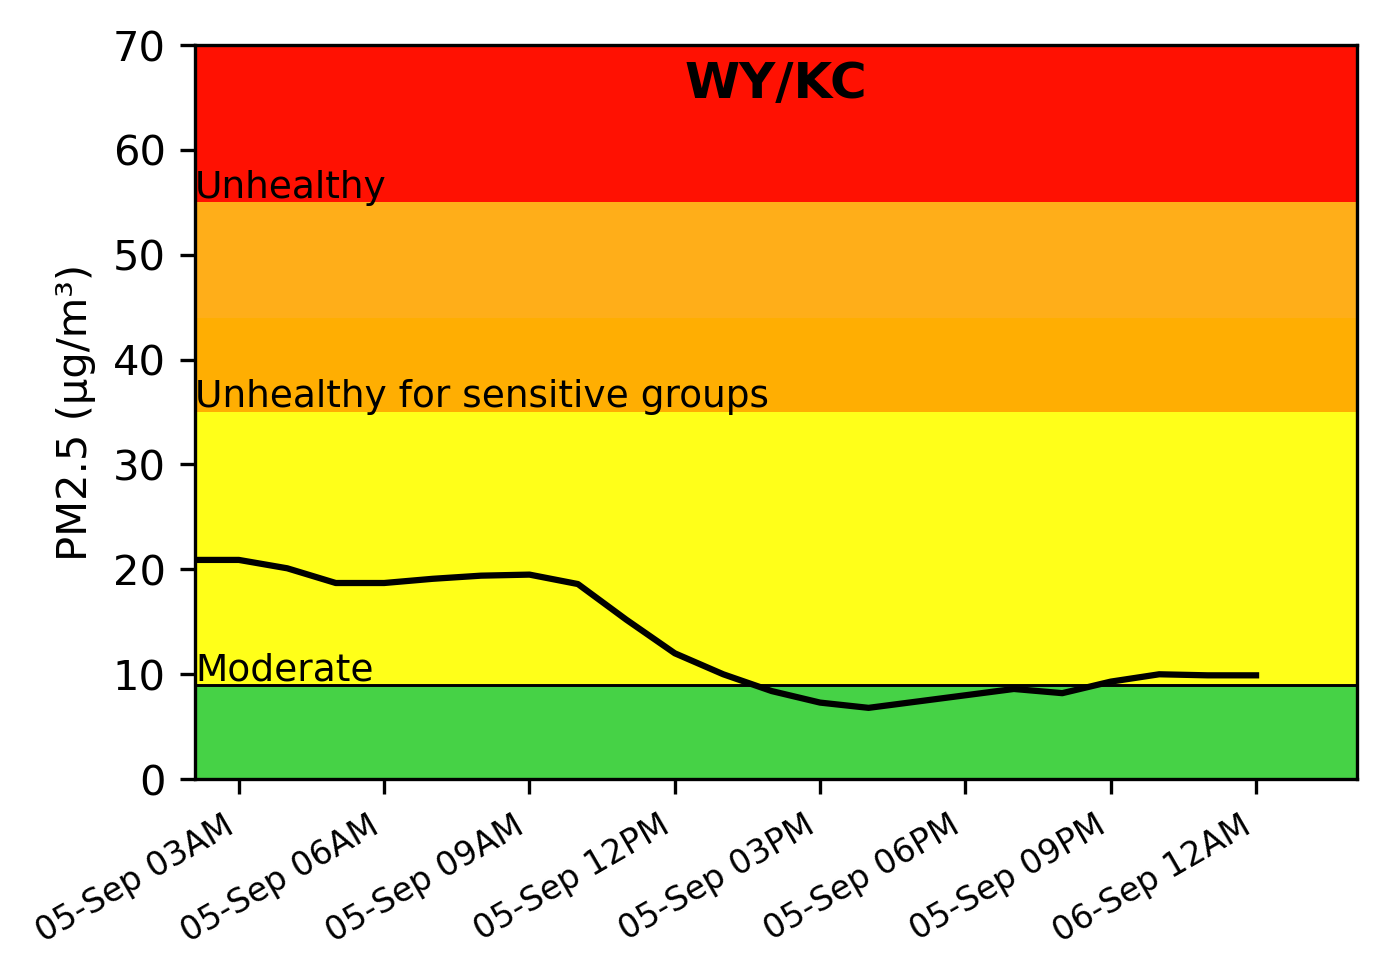 WY/KC
70
60
50
40
30
20
10
0
PM2.5 (µg/m³)
Unhealthy
Unhealthy for sensitive groups
Moderate
05-Sep 03AM
05-Sep 06AM
05-Sep 09AM
05-Sep 12PM
05-Sep 03PM
05-Sep 06PM
05-Sep 09PM
06-Sep 12AM